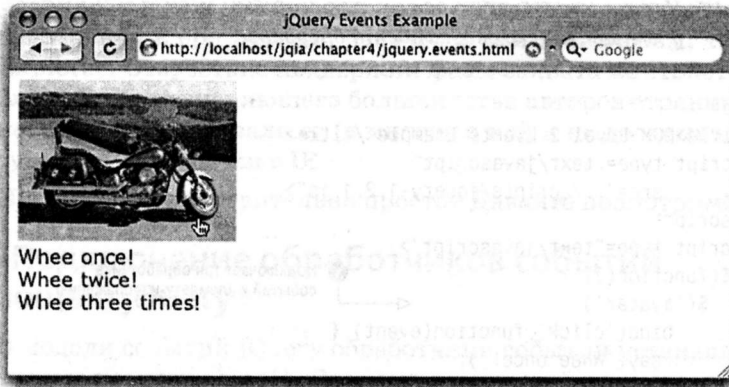 jQuery Events Example
http://localhost/jqia/chapter4/jquery.events.html
Google
Whee once!
Whee twice!
Whee three times!